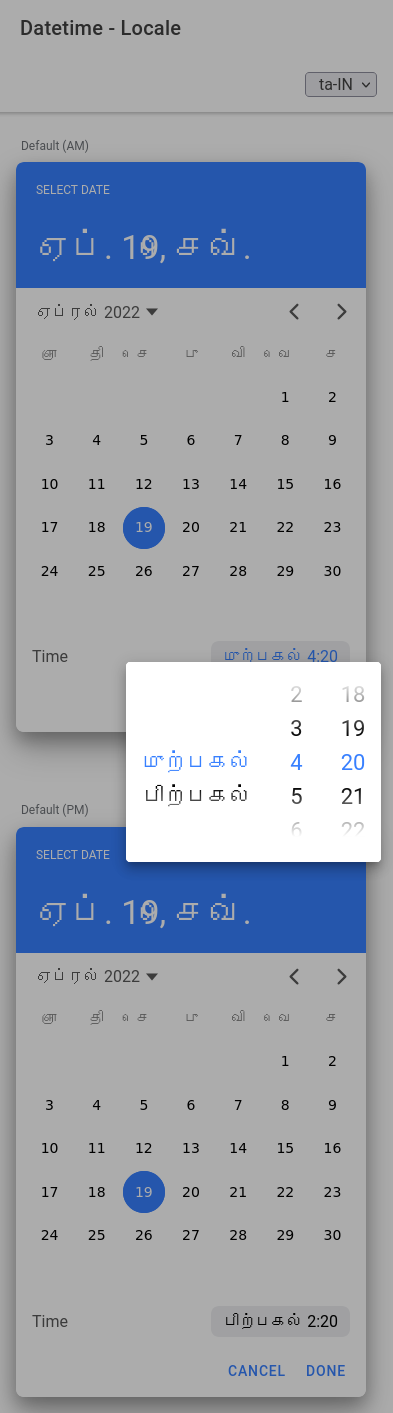 Datetime - Locale
ta-IN
Default (AM)
SELECT DATE
ஏப். 19, செவ்.
ஏப்ரல் 2022
ஞா தி செ பு வி வெ ச
1 2
3 4 5 6 7 8 9
10 11 12 13 14 15 16
17 18 19 20 21 22 23
24 25 26 27 28 29 30
Time முற்பகல் 4:20
2 18
3 19
முற்பகல் 4 20
பிற்பகல் 5 21
6 22
Default (PM)
SELECT DATE
ஏப். 19, செவ்.
ஏப்ரல் 2022
ஞா தி செ பு வி வெ ச
1 2
3 4 5 6 7 8 9
10 11 12 13 14 15 16
17 18 19 20 21 22 23
24 25 26 27 28 29 30
Time பிற்பகல் 2:20
CANCEL DONE